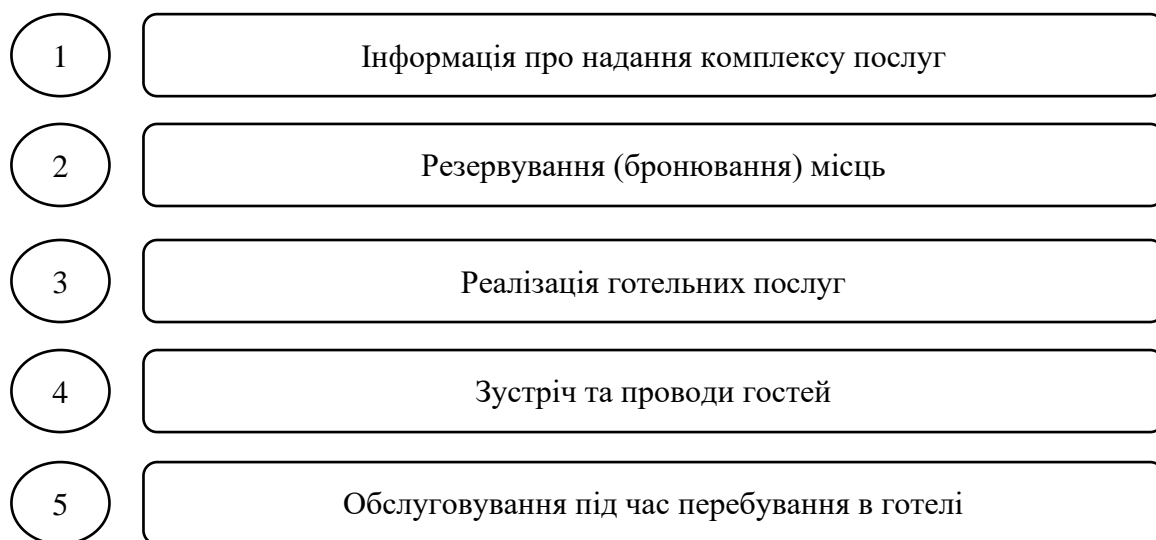 1 Інформація про надання комплексу послуг
2 Резервування (бронювання) місць
3 Реалізація готельних послуг
4 Зустріч та проводи гостей
5 Обслуговування під час перебування в готелі